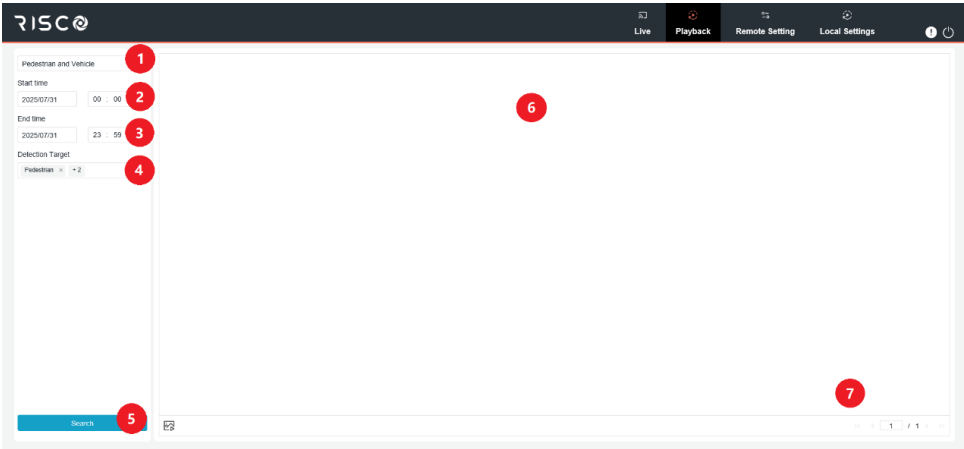 RISCO
Live
Playback
Remote Setting
Local Settings
Pedestrian and Vehicle
1
Start time
2025/07/31 00 : 00
2
End time
2025/07/31 23 : 59
3
Detection Target
Pedestrian × + 2
4
6
7
Search
5
1 / 1